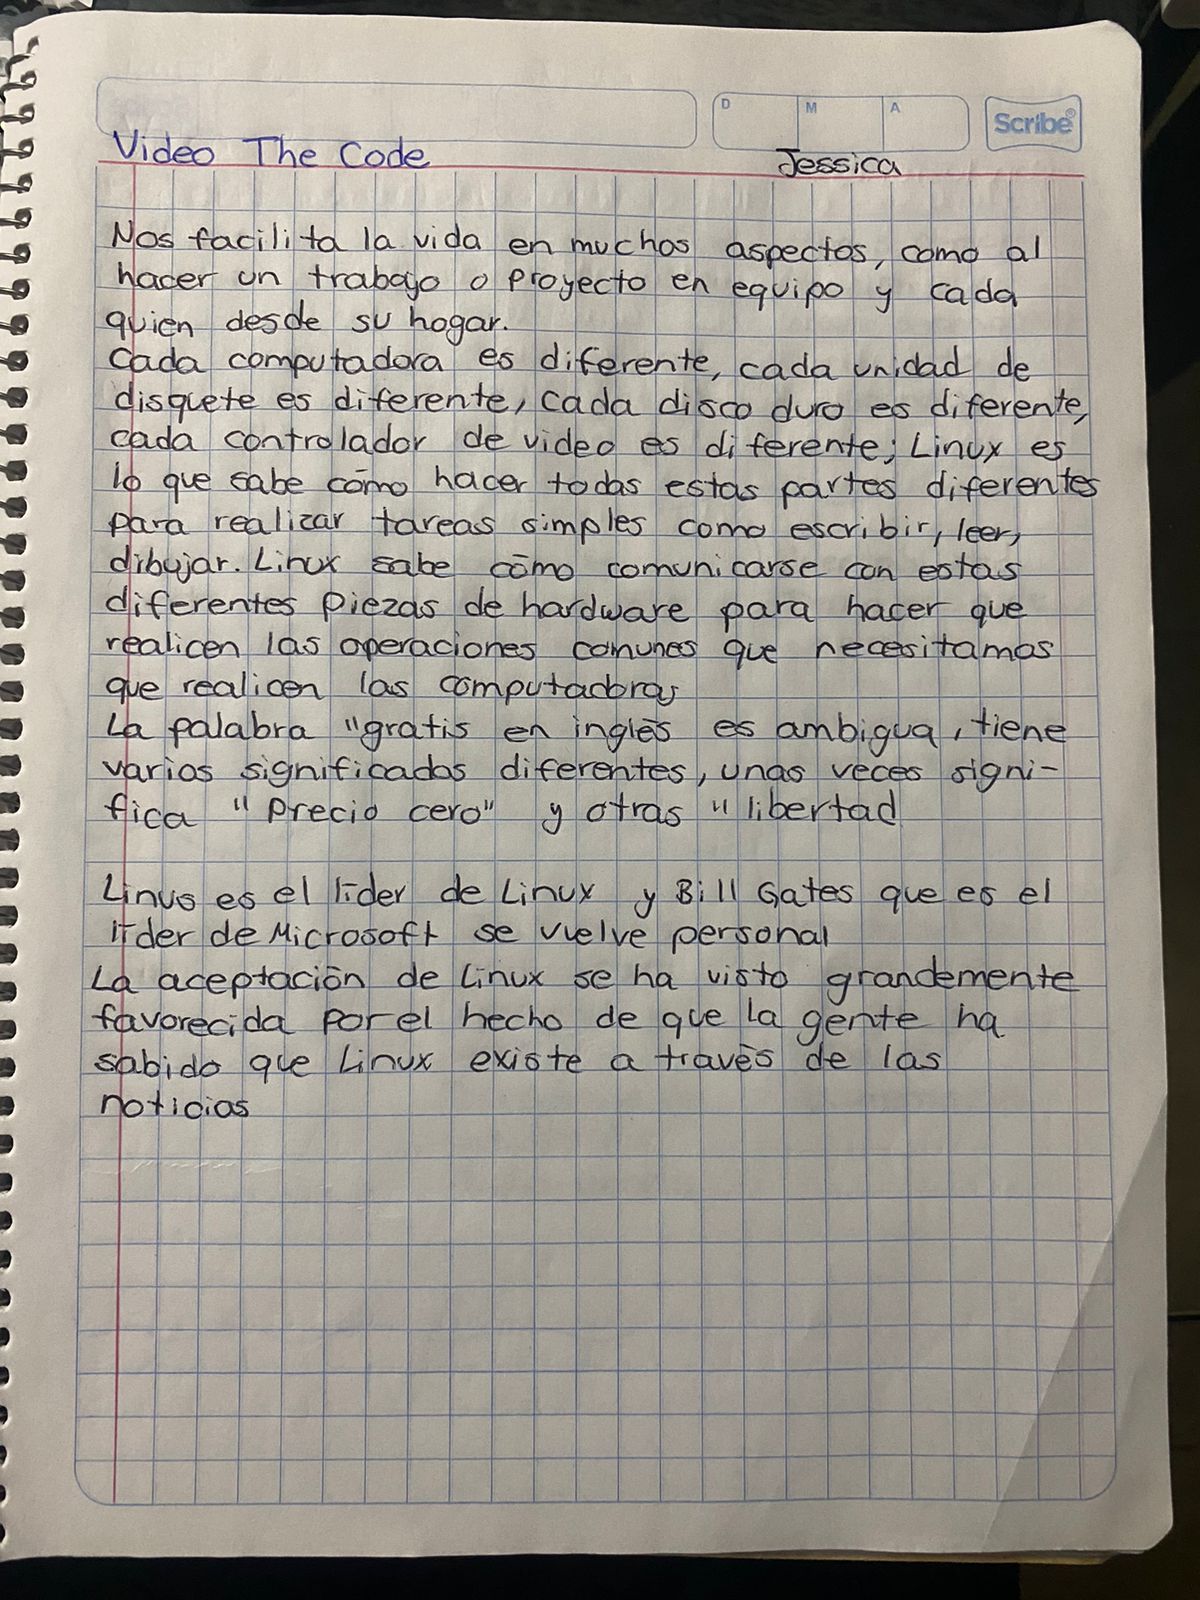 D M A Scribe®
Video The Code Jessica
Nos facilita la vida en muchos aspectos, como al
hacer un trabajo o proyecto en equipo y cada
quien desde su hogar.
Cada computadora es diferente, cada unidad de
disquete es diferente, cada disco duro es diferente,
cada controlador de video es diferente; Linux es
lo que sabe cómo hacer todas estas partes diferentes
para realizar tareas simples como escribir, leer,
dibujar. Linux sabe cómo comunicarse con estas
diferentes piezas de hardware para hacer que
realicen las operaciones comunes que necesitamos
que realicen las computadoras
La palabra "gratis en inglés es ambigua, tiene
varios significados diferentes, unas veces signi-
fica "Precio cero" y otras "libertad
Linus es el líder de Linux y Bill Gates que es el
líder de Microsoft se vuelve personal
La aceptación de Linux se ha visto grandemente
favorecida por el hecho de que la gente ha
sabido que Linux existe a través de las
noticias